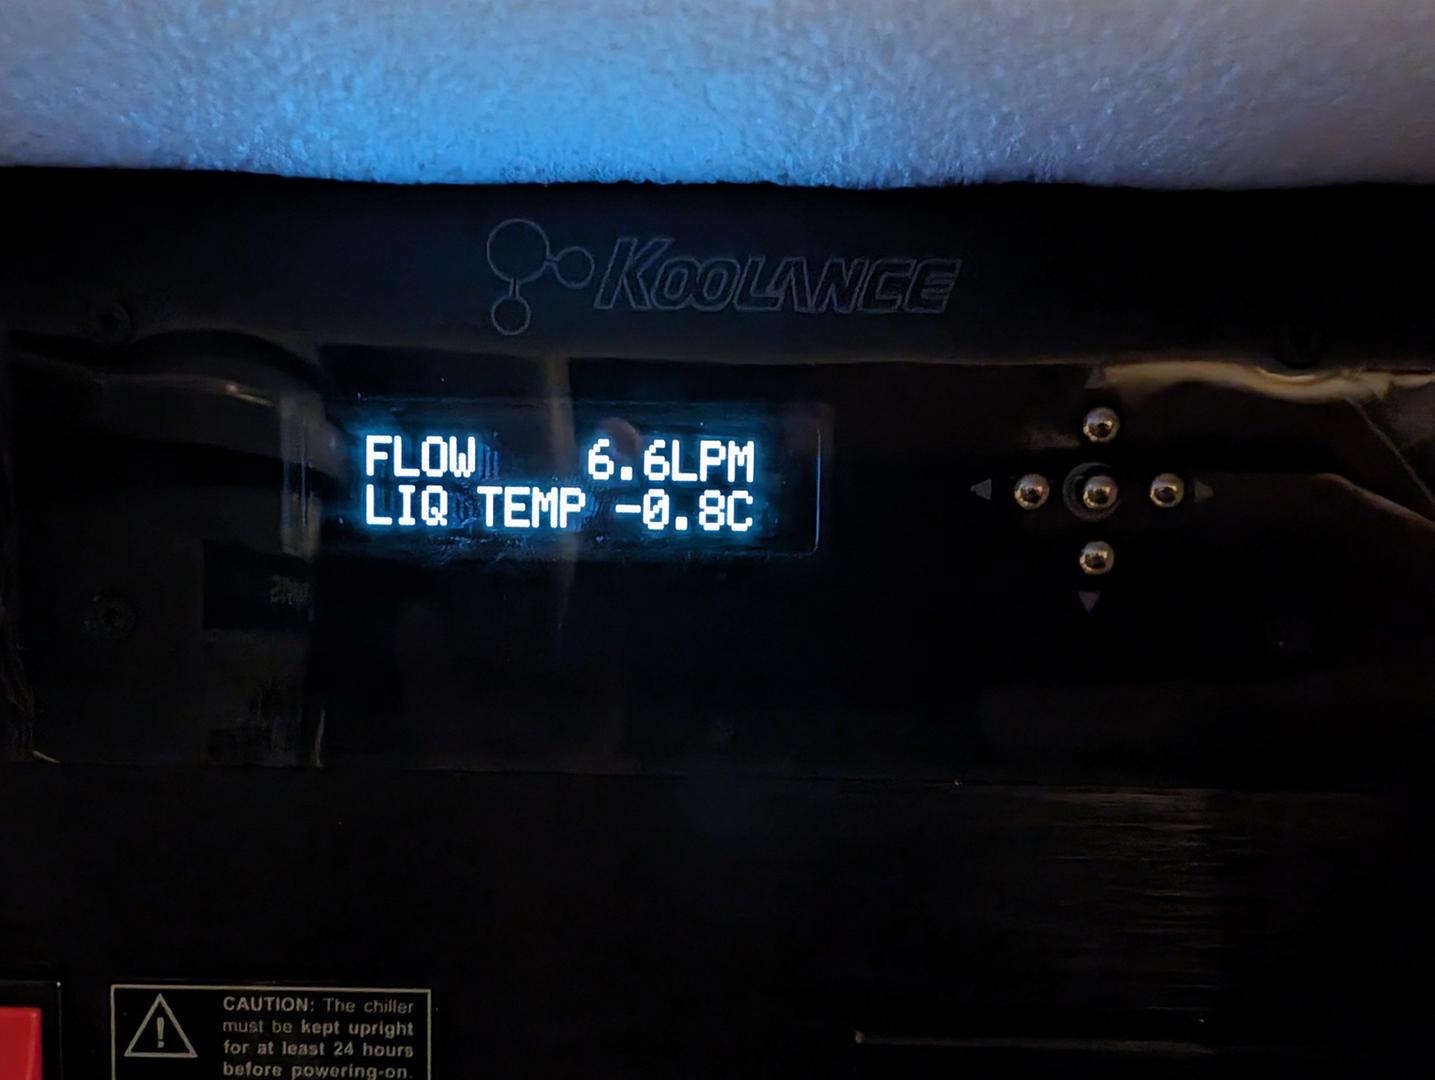 KOOLANCE
FLOW 6.6LPM
LIQ TEMP -0.8C
CAUTION: The chiller
must be kept upright
for at least 24 hours
before powering-on.